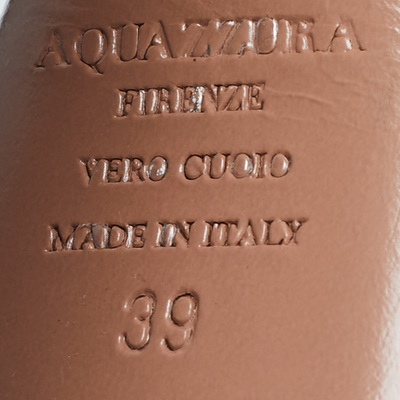 AQUAZZURA
FIRENZE
VERO CUOIO
MADE IN ITALY
39